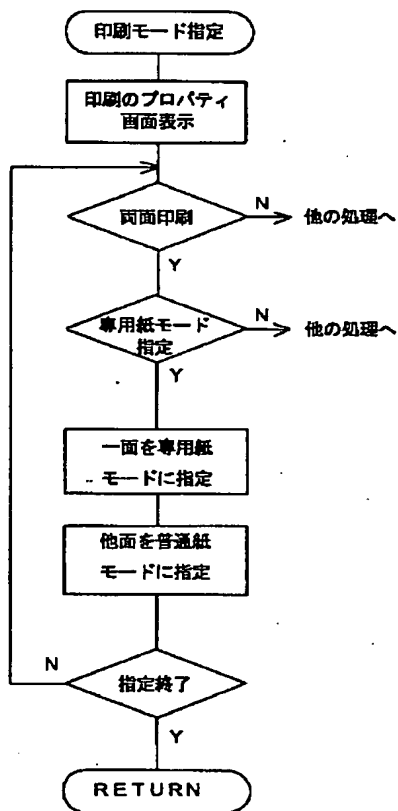 印刷モード指定
印刷のプロパティ
画面表示
両面印刷
N
他の処理へ
Y
専用紙モード
指定
N
他の処理へ
Y
一面を専用紙
モードに指定
他面を普通紙
モードに指定
N
指定終了
Y
RETURN